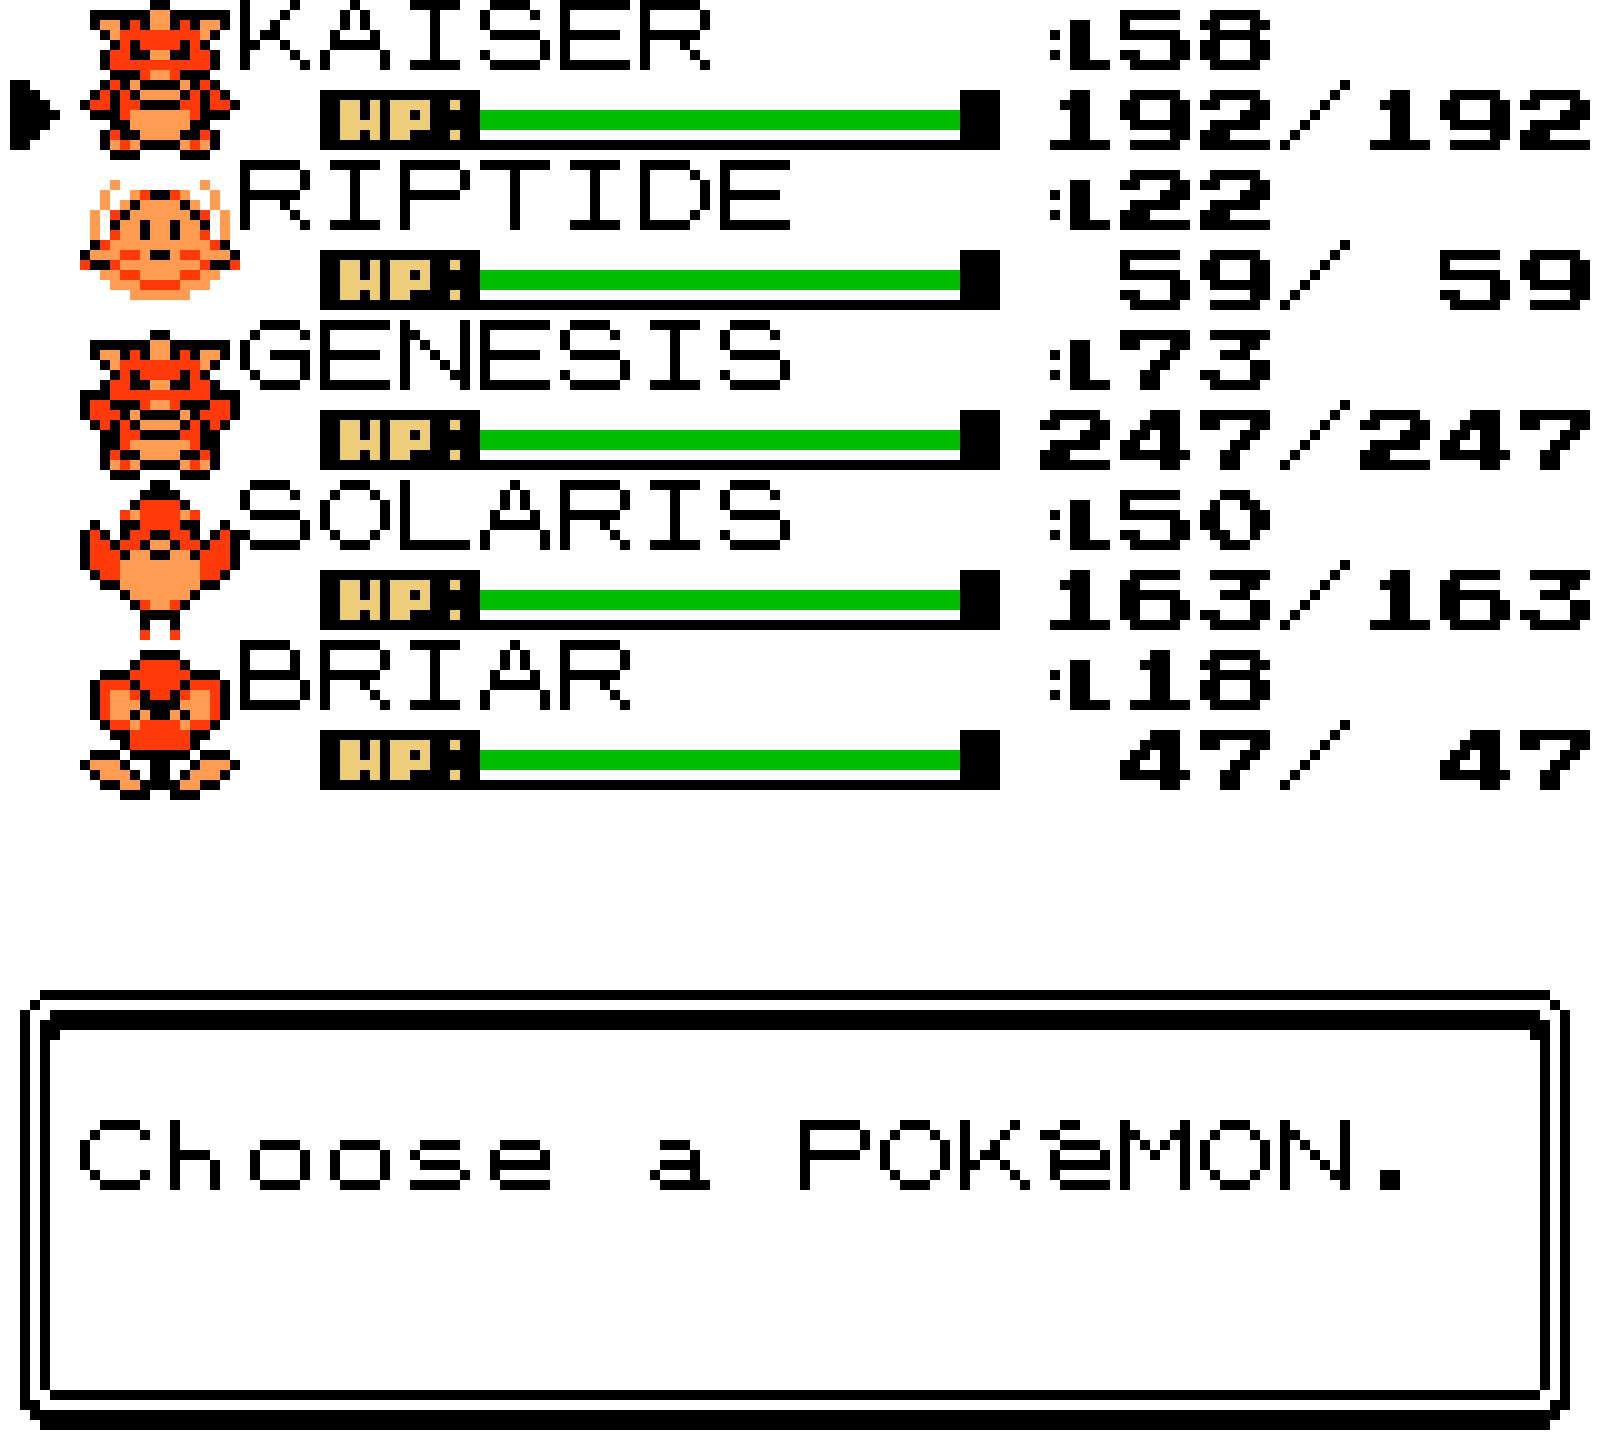 KAISER :L58
HP: 192/192
RIPTIDE :L22
HP: 59/ 59
GENESIS :L73
HP: 247/247
SOLARIS :L50
HP: 163/163
BRIAR :L18
HP: 47/ 47
Choose a POKéMON.